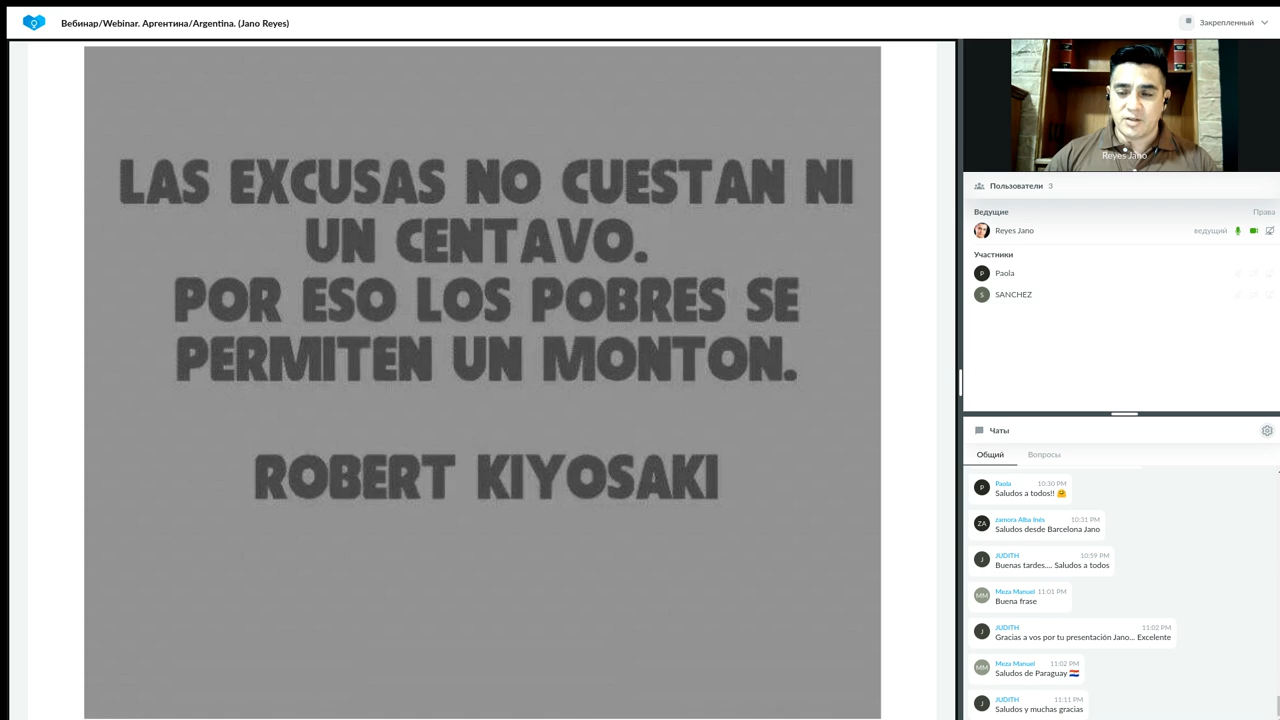 Вебинар/Webinar. Аргентина/Argentina. (Jano Reyes)
Закрепленный
LAS EXCUSAS NO CUESTAN NI
UN CENTAVO.
POR ESO LOS POBRES SE
PERMITEN UN MONTON.
ROBERT KIYOSAKI
Reyes Jano
Пользователи 3
Ведущие Права
Reyes Jano ведущий
Участники
P Paola
S SANCHEZ
Чаты
Общий Вопросы
P Paola 10:30 PM
Saludos a todos!! 🤗
ZA zamora Alba Inés 10:31 PM
Saludos desde Barcelona Jano
J JUDITH 10:59 PM
Buenas tardes.... Saludos a todos
MM Meza Manuel 11:01 PM
Buena frase
J JUDITH 11:02 PM
Gracias a vos por tu presentación Jano... Excelente
MM Meza Manuel 11:02 PM
Saludos de Paraguay 🇵🇾
J JUDITH 11:11 PM
Saludos y muchas gracias